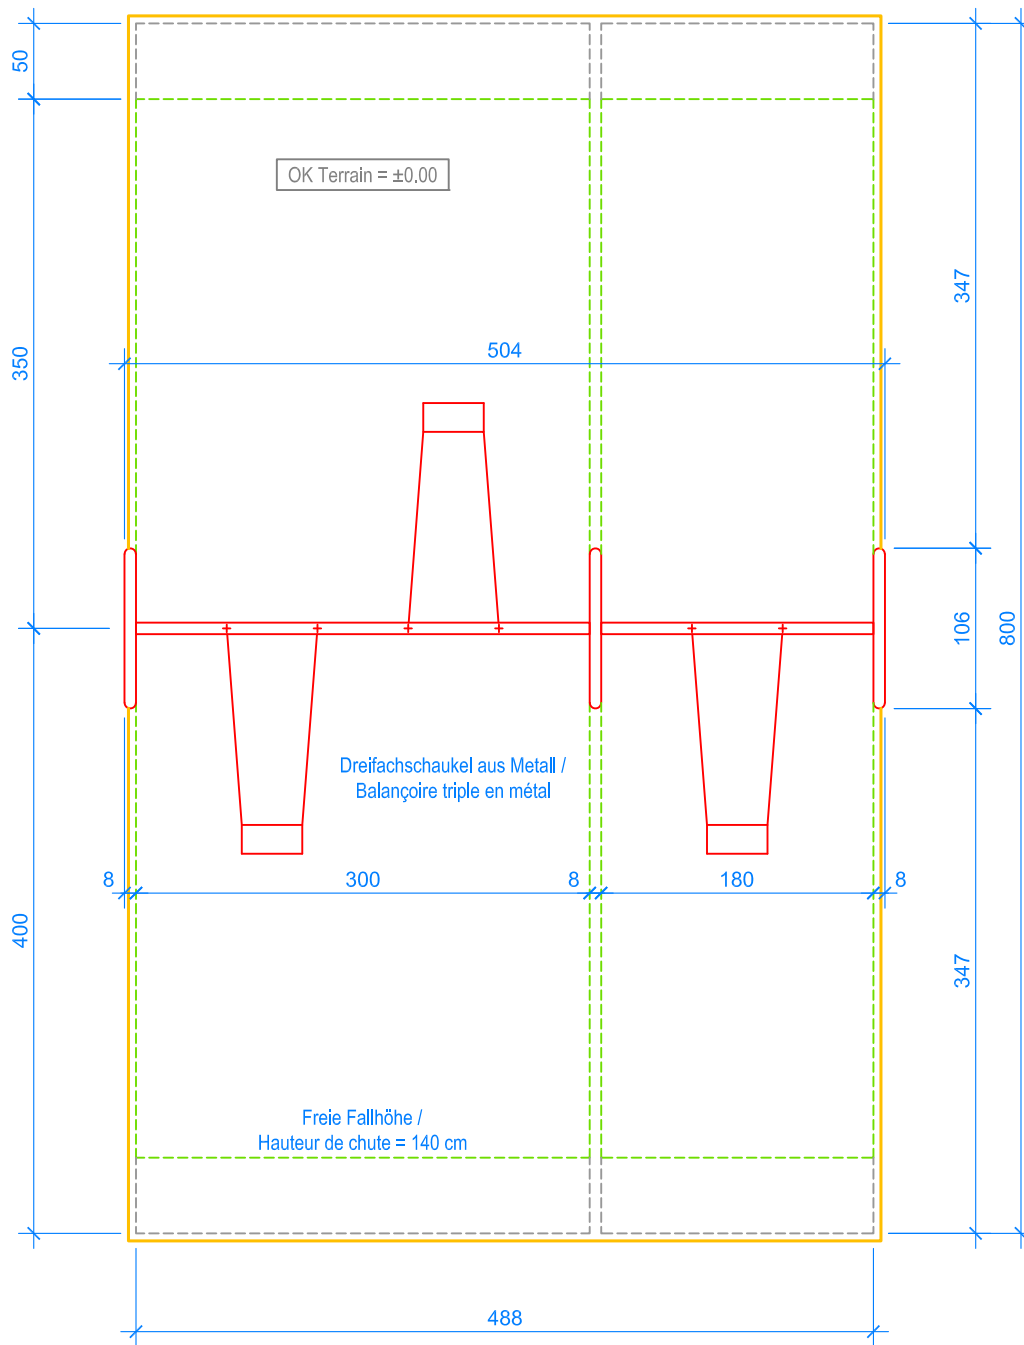 50
OK Terrain = ±0.00
347
504
350
106
800
Dreifachschaukel aus Metall /
Balançoire triple en métal
8
300
8
180
8
400
347
Freie Fallhöhe /
Hauteur de chute = 140 cm
488